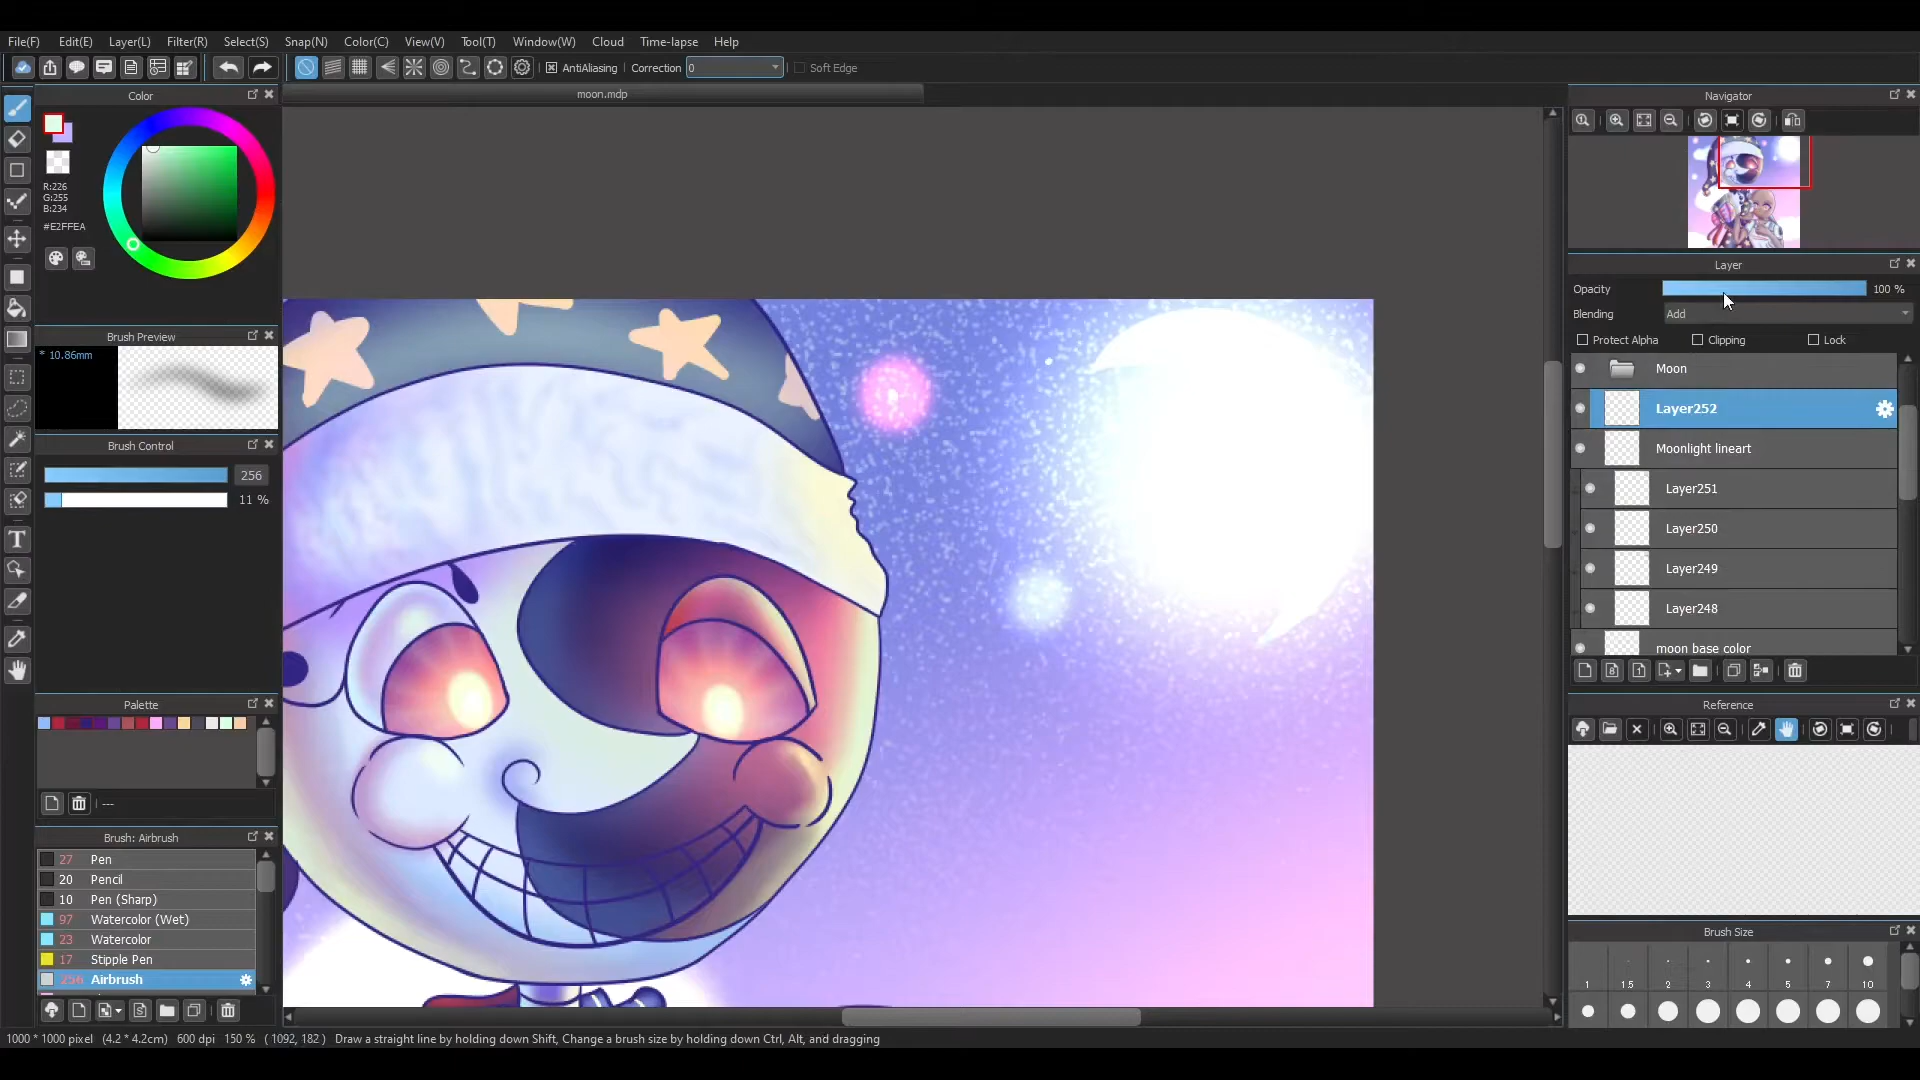 File(F) Edit(E) Layer(L) Filter(R) Select(S) Snap(N) Color(C) View(V) Tool(T) Window(W) Cloud Time-lapse Help
AntiAliasing Correction 0 Soft Edge
Color
moon.mdp
Navigator
R:226
G:255
B:234
#E2FFEA
Layer
Opacity 100 %
Blending Add
Protect Alpha Clipping Lock
Moon
Layer252
Moonlight lineart
Layer251
Layer250
Layer249
Layer248
moon base color
Brush Preview
* 10.86mm
Brush Control
256
11 %
Palette
---
Reference
Brush: Airbrush
27 Pen
20 Pencil
10 Pen (Sharp)
97 Watercolor (Wet)
23 Watercolor
17 Stipple Pen
256 Airbrush
Brush Size
1 1.5 2 3 4 5 7 10
1000 * 1000 pixel (4.2 * 4.2cm) 600 dpi 150 % ( 1092, 182 ) Draw a straight line by holding down Shift, Change a brush size by holding down Ctrl, Alt, and dragging